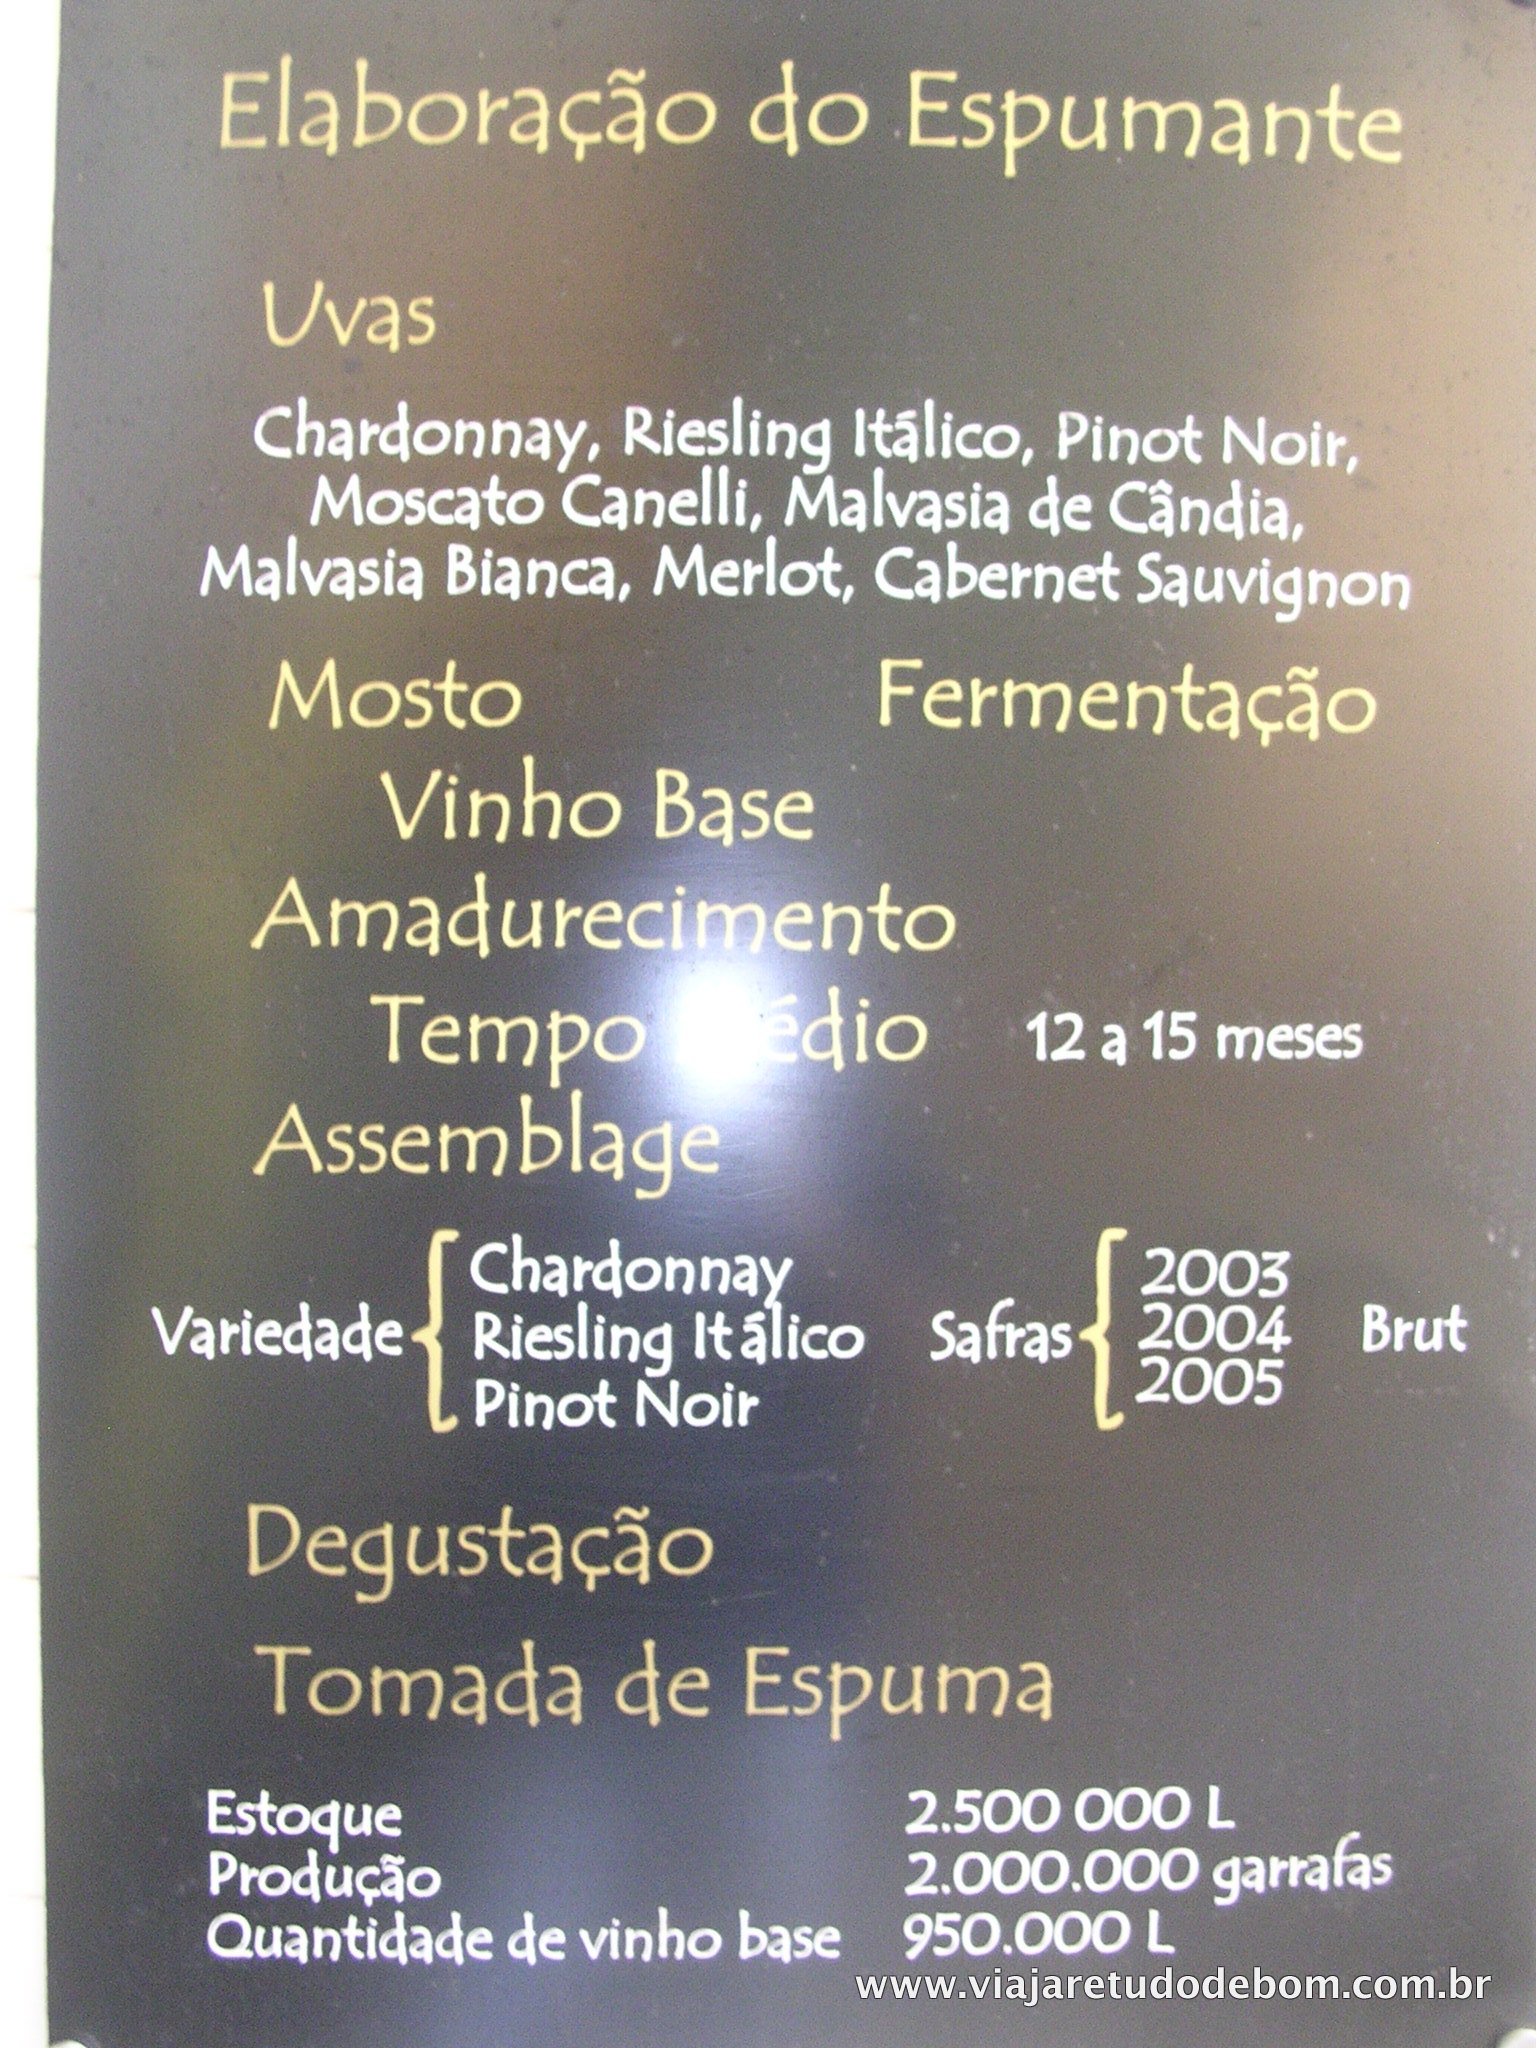 Elaboração do Espumante
Uvas
Chardonnay, Riesling Itálico, Pinot Noir,
Moscato Canelli, Malvasia de Cândia,
Malvasia Bianca, Merlot, Cabernet Sauvignon
Mosto Fermentação
Vinho Base
Amadurecimento
Tempo 12 a 15 meses
Assemblage
Variedade { Chardonnay
Riesling Itálico
Pinot Noir
Safras { 2003
2004
2005
Brut
Degustação
Tomada de Espuma
Estoque 2.500 000 L
Produção 2.000.000 garrafas
Quantidade de vinho base 950.000 L
www.viajaretudodebom.com.br